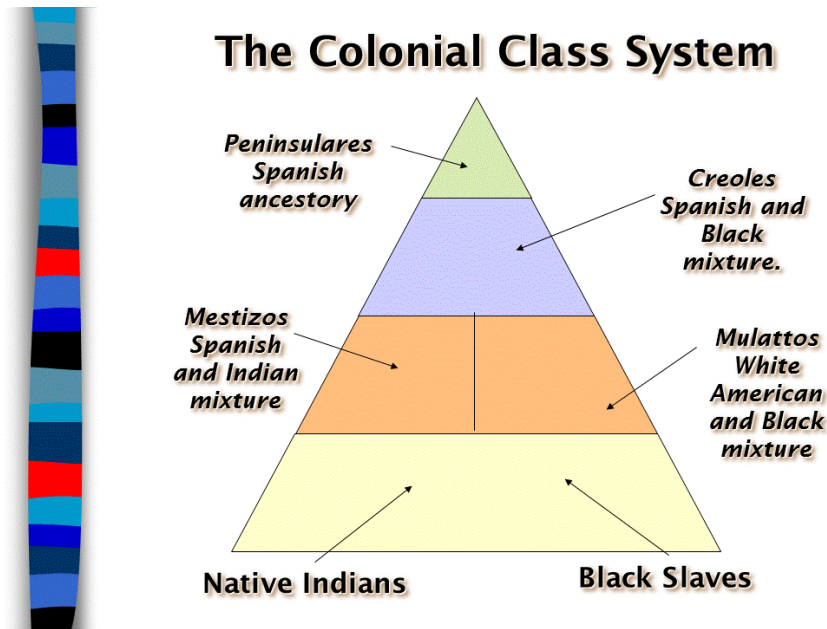 The Colonial Class System
Peninsulares
Spanish
ancestory
Creoles
Spanish and
Black
mixture.
Mestizos
Spanish
and Indian
mixture
Mulattos
White
American
and Black
mixture
Native Indians
Black Slaves